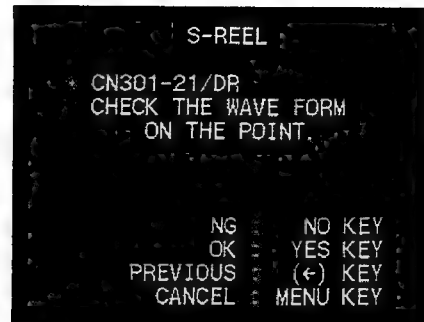 S-REEL
* CN301-21/DR
CHECK THE WAVE FORM
ON THE POINT.
NG : NO KEY
OK : YES KEY
PREVIOUS : (←) KEY
CANCEL : MENU KEY